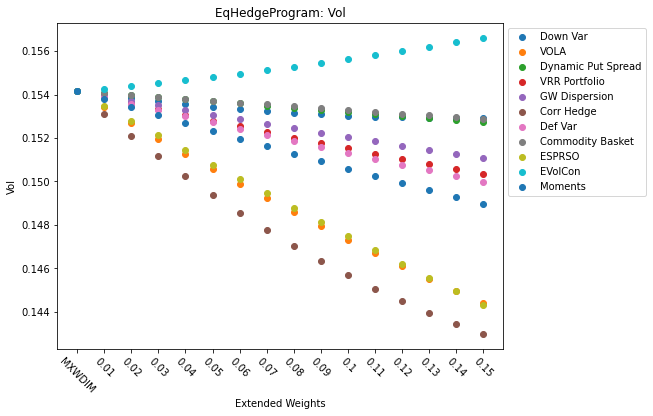 EqHedgeProgram: Vol
Vol
0.156
0.154
0.152
0.150
0.148
0.146
0.144
MXWDIM
0.01
0.02
0.03
0.04
0.05
0.06
0.07
0.08
0.09
0.1
0.11
0.12
0.13
0.14
0.15
Extended Weights
Down Var
VOLA
Dynamic Put Spread
VRR Portfolio
GW Dispersion
Corr Hedge
Def Var
Commodity Basket
ESPRSO
EVolCon
Moments